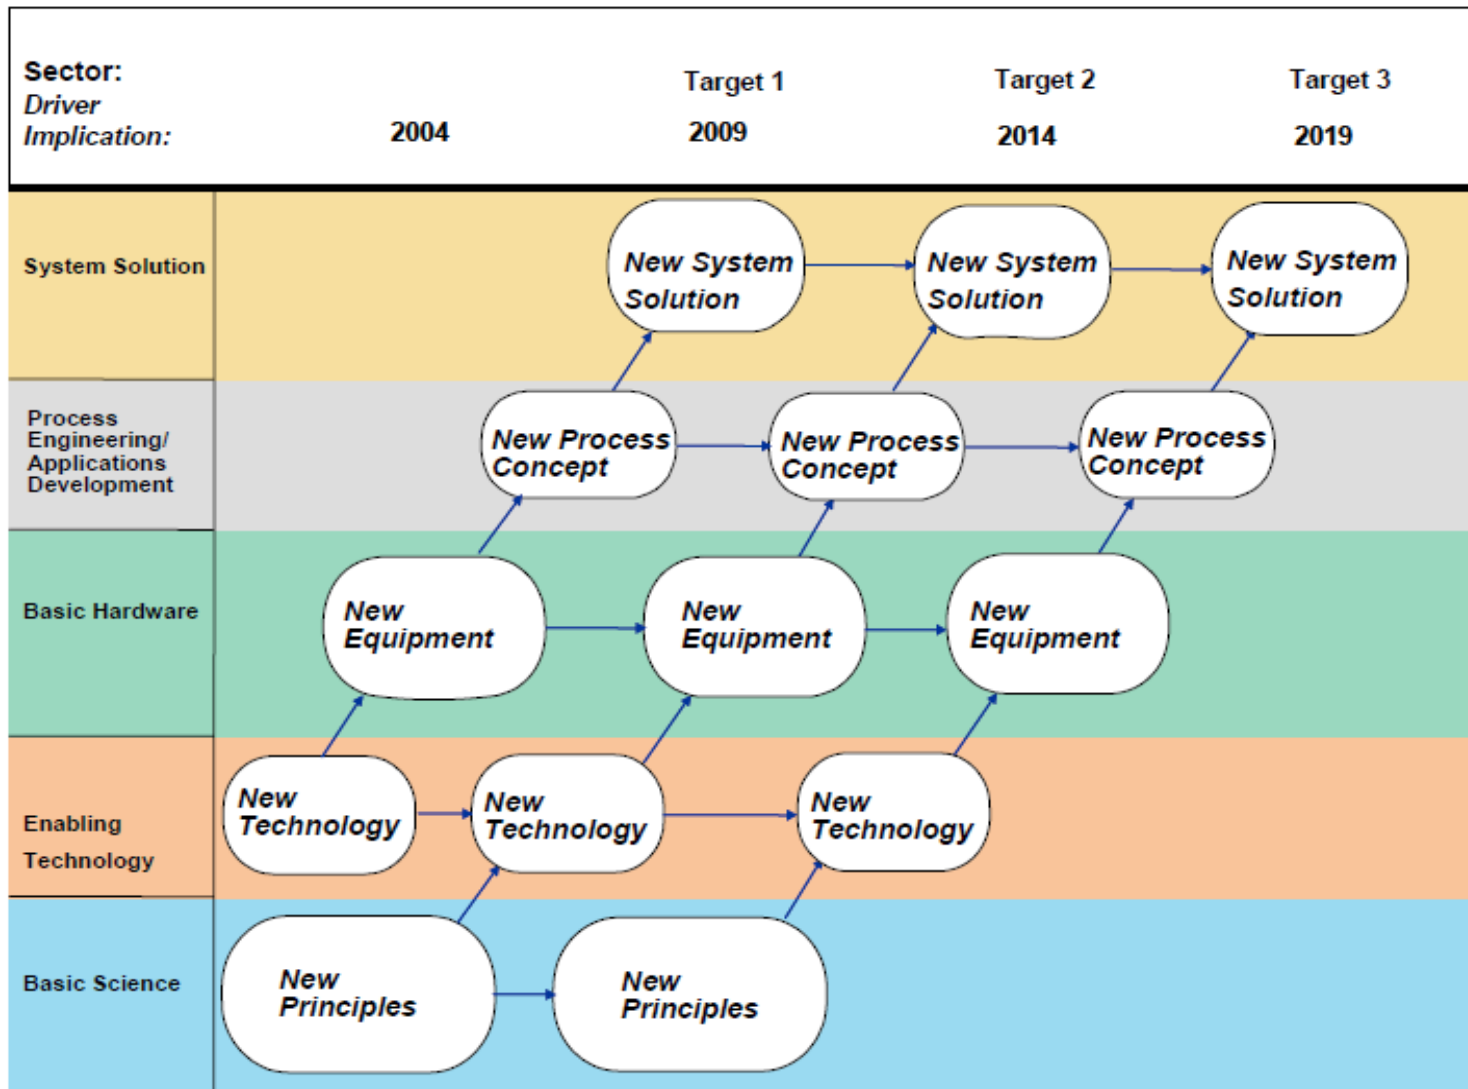 Sector:
Driver
Implication:
Target 1
Target 2
Target 3
2004
2009
2014
2019
System Solution
New System
Solution
New System
Solution
New System
Solution
Process
Engineering/
Applications
Development
New Process
Concept
New Process
Concept
New Process
Concept
Basic Hardware
New
Equipment
New
Equipment
New
Equipment
Enabling
Technology
New
Technology
New
Technology
New
Technology
Basic Science
New
Principles
New
Principles